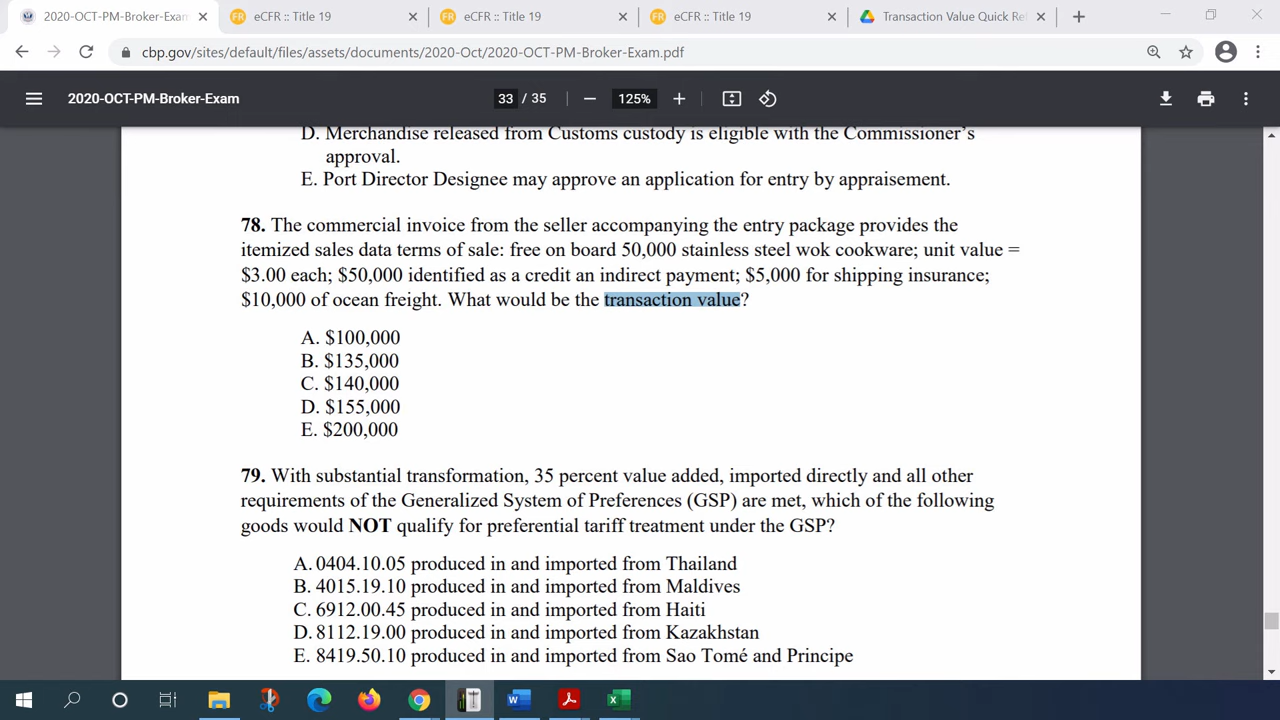 2020-OCT-PM-Broker-Exam
eCFR :: Title 19
eCFR :: Title 19
eCFR :: Title 19
Transaction Value Quick Re
cbp.gov/sites/default/files/assets/documents/2020-Oct/2020-OCT-PM-Broker-Exam.pdf
2020-OCT-PM-Broker-Exam
33 / 35
125%
D. Merchandise released from Customs custody is eligible with the Commissioner's
approval.
E. Port Director Designee may approve an application for entry by appraisement.
78. The commercial invoice from the seller accompanying the entry package provides the
itemized sales data terms of sale: free on board 50,000 stainless steel wok cookware; unit value =
$3.00 each; $50,000 identified as a credit an indirect payment; $5,000 for shipping insurance;
$10,000 of ocean freight. What would be the transaction value?
A. $100,000
B. $135,000
C. $140,000
D. $155,000
E. $200,000
79. With substantial transformation, 35 percent value added, imported directly and all other
requirements of the Generalized System of Preferences (GSP) are met, which of the following
goods would NOT qualify for preferential tariff treatment under the GSP?
A. 0404.10.05 produced in and imported from Thailand
B. 4015.19.10 produced in and imported from Maldives
C. 6912.00.45 produced in and imported from Haiti
D. 8112.19.00 produced in and imported from Kazakhstan
E. 8419.50.10 produced in and imported from Sao Tomé and Principe